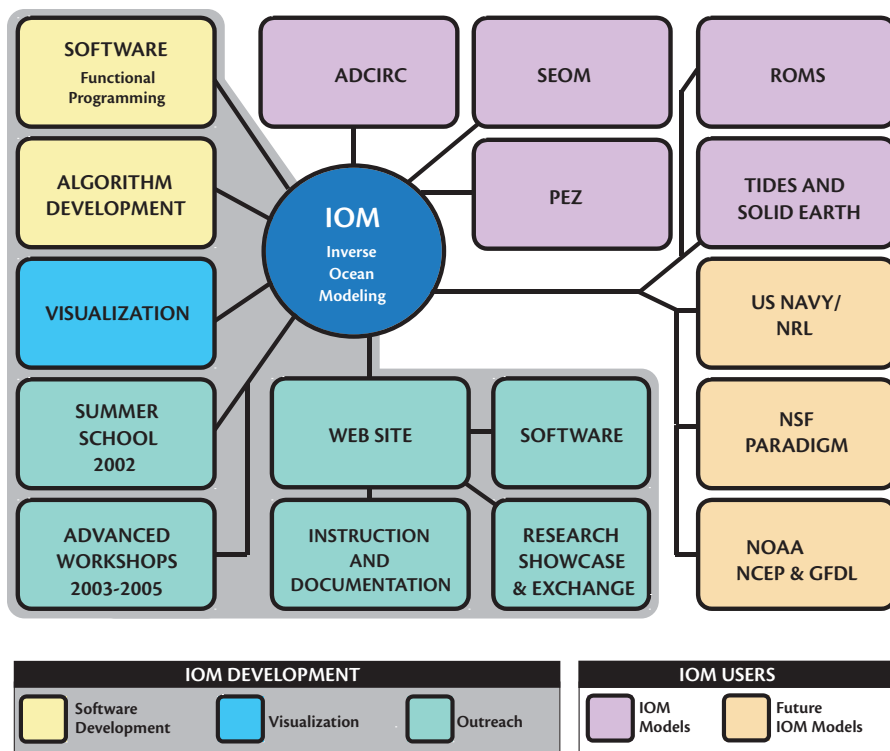 SOFTWARE
Functional
Programming
ADCIRC
SEOM
ROMS
ALGORITHM
DEVELOPMENT
IOM
Inverse
Ocean
Modeling
PEZ
TIDES AND
SOLID EARTH
VISUALIZATION
US NAVY/
NRL
SUMMER
SCHOOL
2002
WEB SITE
SOFTWARE
NSF
PARADIGM
ADVANCED
WORKSHOPS
2003-2005
INSTRUCTION
AND
DOCUMENTATION
RESEARCH
SHOWCASE
& EXCHANGE
NOAA
NCEP & GFDL
IOM DEVELOPMENT
Software
Development
Visualization
Outreach
IOM USERS
IOM
Models
Future
IOM Models